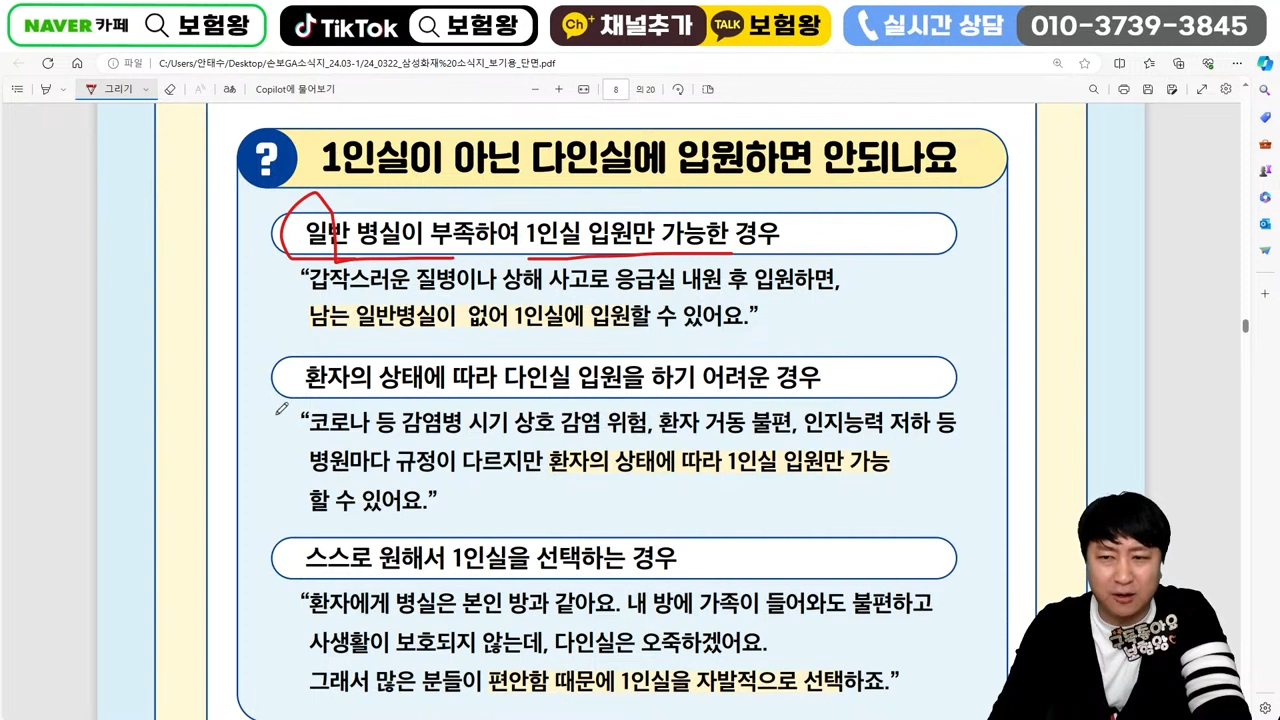 NAVER 카페 보험왕
TikTok 보험왕
Ch+ 채널추가 TALK 보험왕
실시간 상담 010-3739-3845
파일 C:/Users/안태수/Desktop/손보GA소식지_24.03-1/24_0322_삼성화재%20소식지_보기용_단면.pdf
그리기 Copilot에 물어보기 8 의 20
? 1인실이 아닌 다인실에 입원하면 안되나요
일반 병실이 부족하여 1인실 입원만 가능한 경우
“갑작스러운 질병이나 상해 사고로 응급실 내원 후 입원하면,
남는 일반병실이 없어 1인실에 입원할 수 있어요.”
환자의 상태에 따라 다인실 입원을 하기 어려운 경우
“코로나 등 감염병 시기 상호 감염 위험, 환자 거동 불편, 인지능력 저하 등
병원마다 규정이 다르지만 환자의 상태에 따라 1인실 입원만 가능
할 수 있어요.”
스스로 원해서 1인실을 선택하는 경우
“환자에게 병실은 본인 방과 같아요. 내 방에 가족이 들어와도 불편하고
사생활이 보호되지 않는데, 다인실은 오죽하겠어요.
그래서 많은 분들이 편안함 때문에 1인실을 자발적으로 선택하죠.”
보험왕